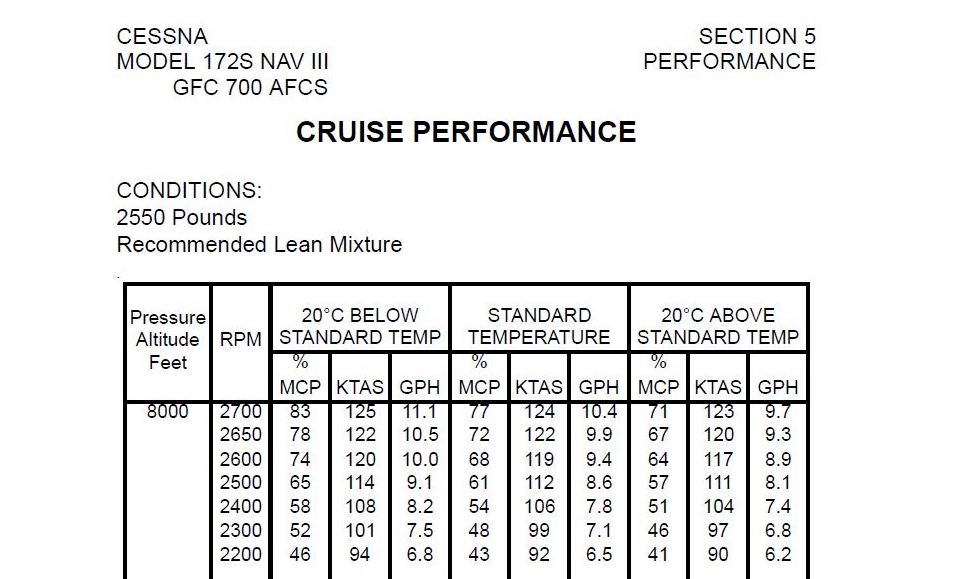 CESSNA SECTION 5
MODEL 172S NAV III PERFORMANCE
GFC 700 AFCS
CRUISE PERFORMANCE
CONDITIONS:
2550 Pounds
Recommended Lean Mixture
.
Pressure Altitude Feet RPM 20°C BELOW STANDARD TEMP STANDARD TEMPERATURE 20°C ABOVE STANDARD TEMP
% MCP KTAS GPH % MCP KTAS GPH % MCP KTAS GPH
8000 2700 83 125 11.1 77 124 10.4 71 123 9.7
2650 78 122 10.5 72 122 9.9 67 120 9.3
2600 74 120 10.0 68 119 9.4 64 117 8.9
2500 65 114 9.1 61 112 8.6 57 111 8.1
2400 58 108 8.2 54 106 7.8 51 104 7.4
2300 52 101 7.5 48 99 7.1 46 97 6.8
2200 46 94 6.8 43 92 6.5 41 90 6.2